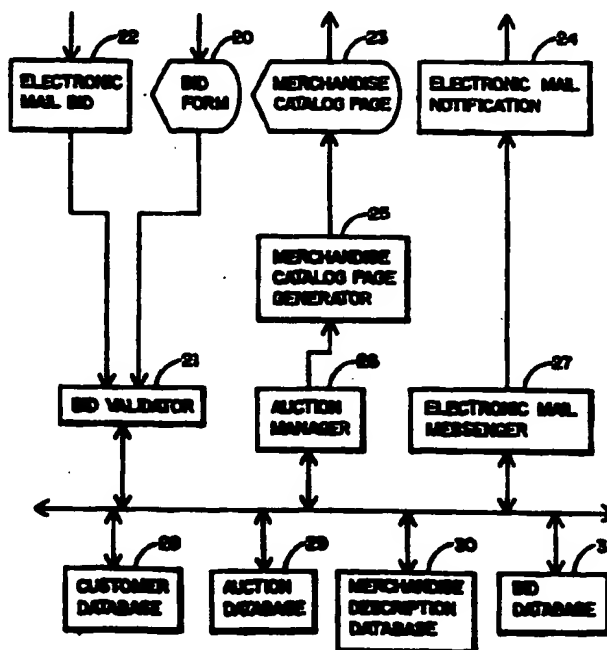 22
20
23
24
ELECTRONIC
MAIL BID
BID
FORM
MERCHANDISE
CATALOG PAGE
ELECTRONIC MAIL
NOTIFICATION
25
MERCHANDISE
CATALOG PAGE
GENERATOR
21
26
27
BID VALIDATOR
AUCTION
MANAGER
ELECTRONIC MAIL
MESSENGER
28
29
30
3
CUSTOMER
DATABASE
AUCTION
DATABASE
MERCHANDISE
DESCRIPTION
DATABASE
BID
DATABASE